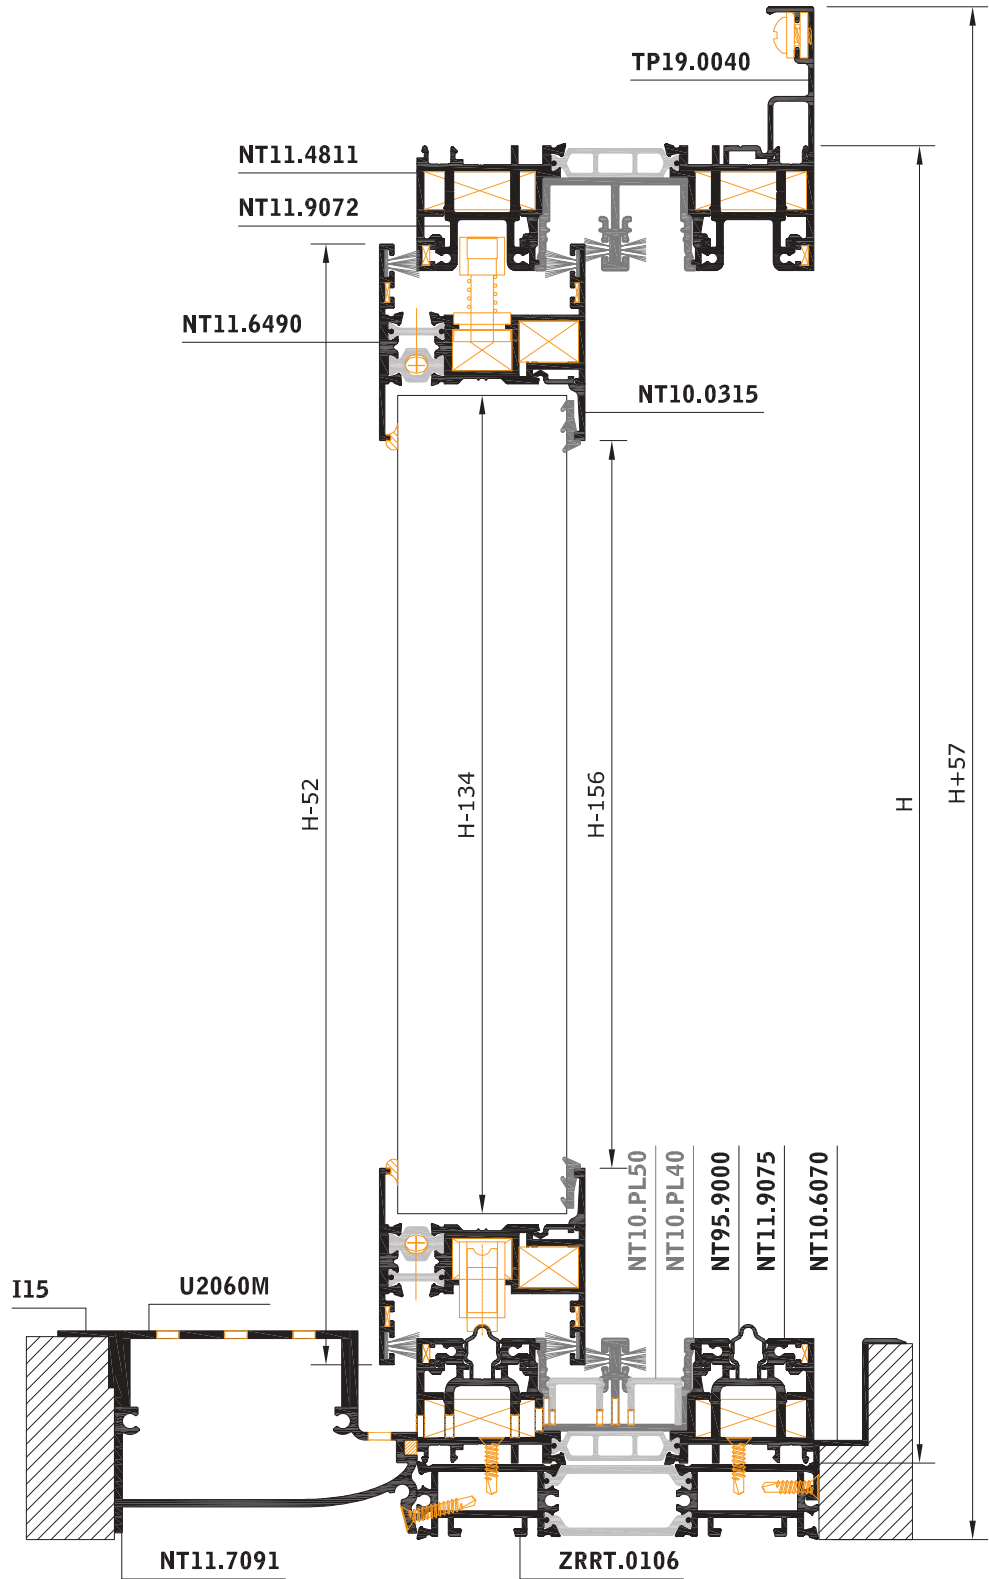 TP19.0040
NT11.4811
NT11.9072
NT11.6490
NT10.0315
H-52
H-134
H-156
H
H+57
NT10.PL50
NT10.PL40
NT95.9000
NT11.9075
NT10.6070
I15
U2060M
NT11.7091
ZRRT.0106